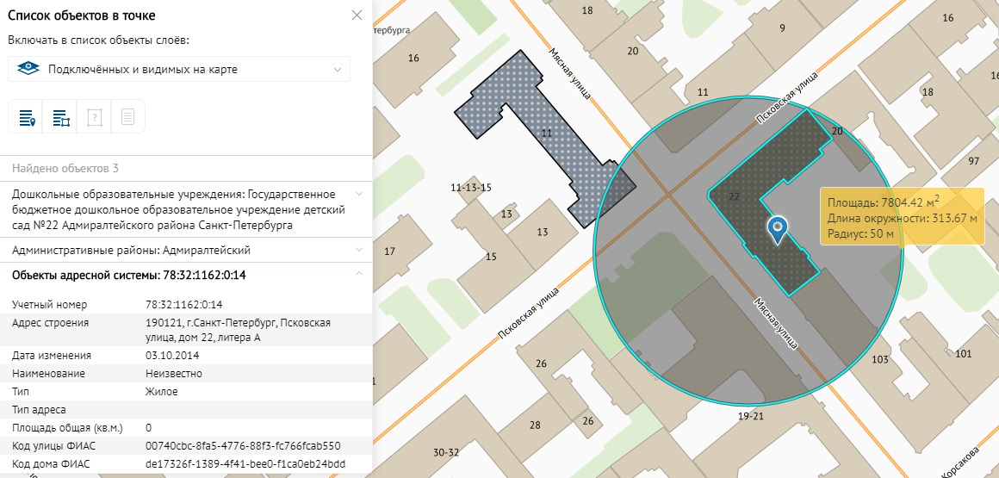 Список объектов в точке
Включать в список объекты слоёв:
Подключённых и видимых на карте
Найдено объектов 3
Дошкольные образовательные учреждения: Государственное
бюджетное дошкольное образовательное учреждение детский
сад №22 Адмиралтейского района Санкт-Петербурга
Административные районы: Адмиралтейский
Объекты адресной системы: 78:32:1162:0:14
Учетный номер 78:32:1162:0:14
Адрес строения 190121, г.Санкт-Петербург, Псковская
улица, дом 22, литера А
Дата изменения 03.10.2014
Наименование Неизвестно
Тип Жилое
Тип адреса
Площадь общая (кв.м.) 0
Код улицы ФИАС 00740cbc-8fa5-4776-88f3-fc766fcab550
Код дома ФИАС de17326f-1389-4f41-bee0-f1ca0eb24bdd
тербурга
18
9
16
20
16
Мясная улица
11
Псковская улица
18
11
20
97
11-13-15
22
13
13
Площадь: 7804.42 м2
Длина окружности: 313.67 м
Радиус: 50 м
17
15
Псковская улица
Мясная улица
103
101
26
19-21
28
26
30-32
Корсакова